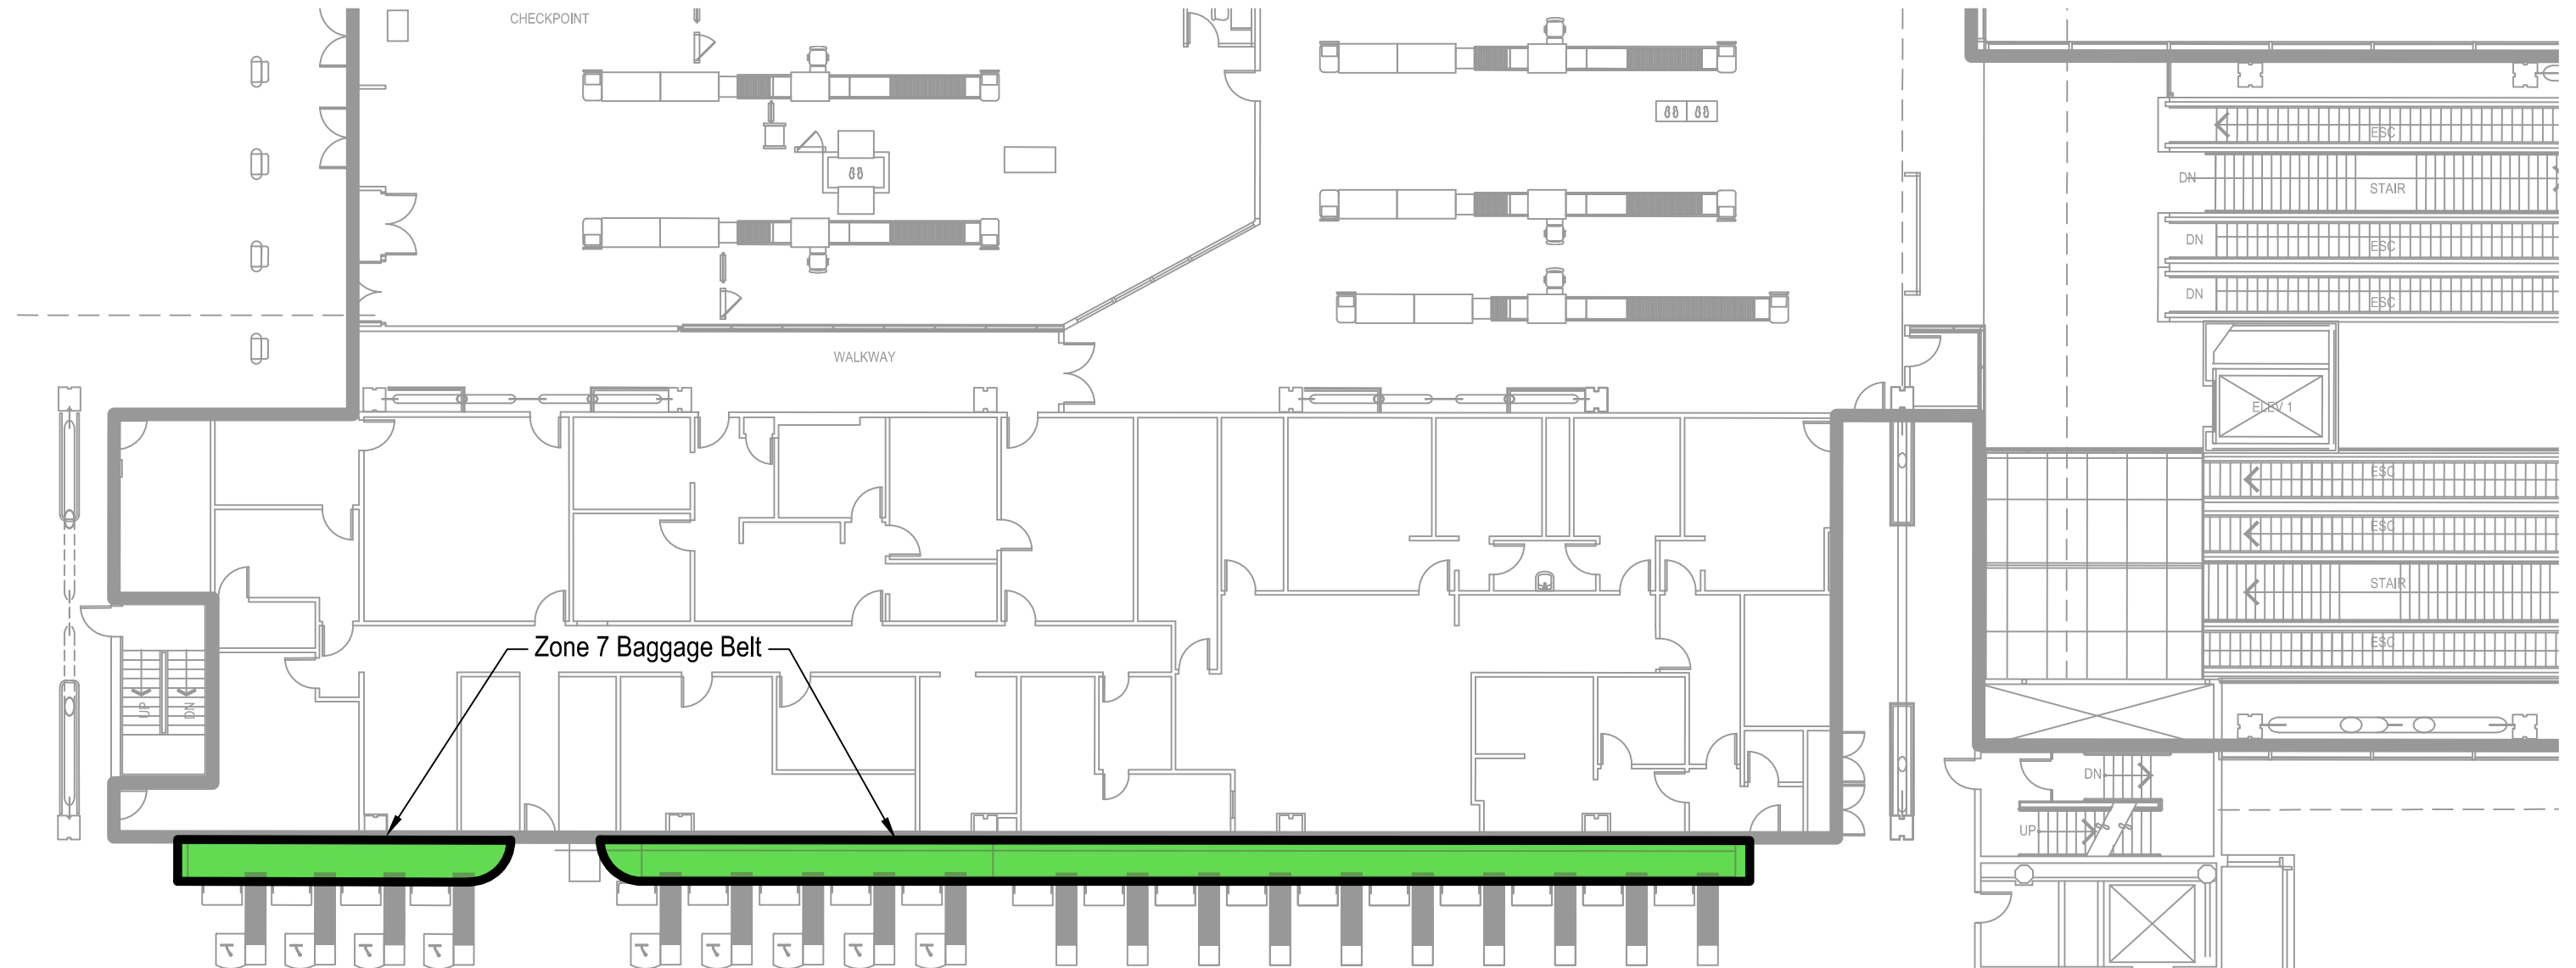 CHECKPOINT
ESC
DN
STAIR
DN
ESC
DN
ESC
WALKWAY
ELEV 1
ESC
ESC
STAIR
Zone 7 Baggage Belt
ESC
UP
DN
DN
UP